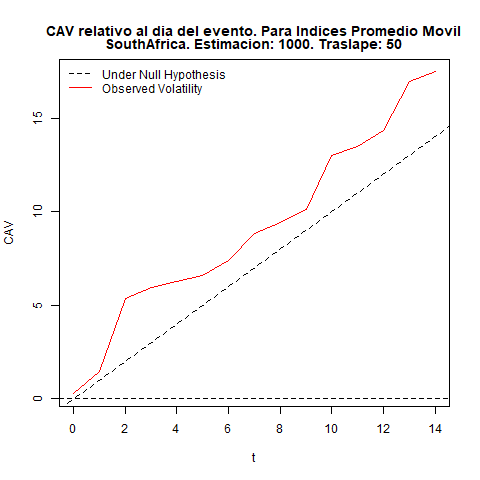 CAV relativo al dia del evento. Para Indices Promedio Movil
SouthAfrica. Estimacion: 1000. Traslape: 50
Under Null Hypothesis
Observed Volatility
15
10
5
0
CAV
0 2 4 6 8 10 12 14
t